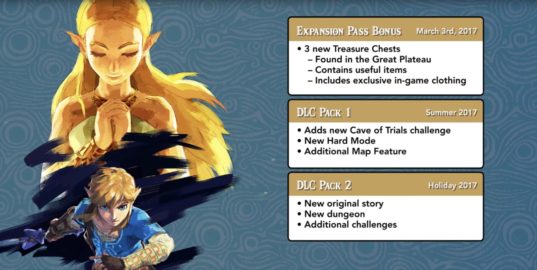 Expansion Pass Bonus March 3rd, 2017
• 3 new Treasure Chests
– Found in the Great Plateau
– Contains useful items
– Includes exclusive in-game clothing
DLC Pack 1 Summer 2017
• Adds new Cave of Trials challenge
• New Hard Mode
• Additional Map Feature
DLC Pack 2 Holiday 2017
• New original story
• New dungeon
• Additional challenges